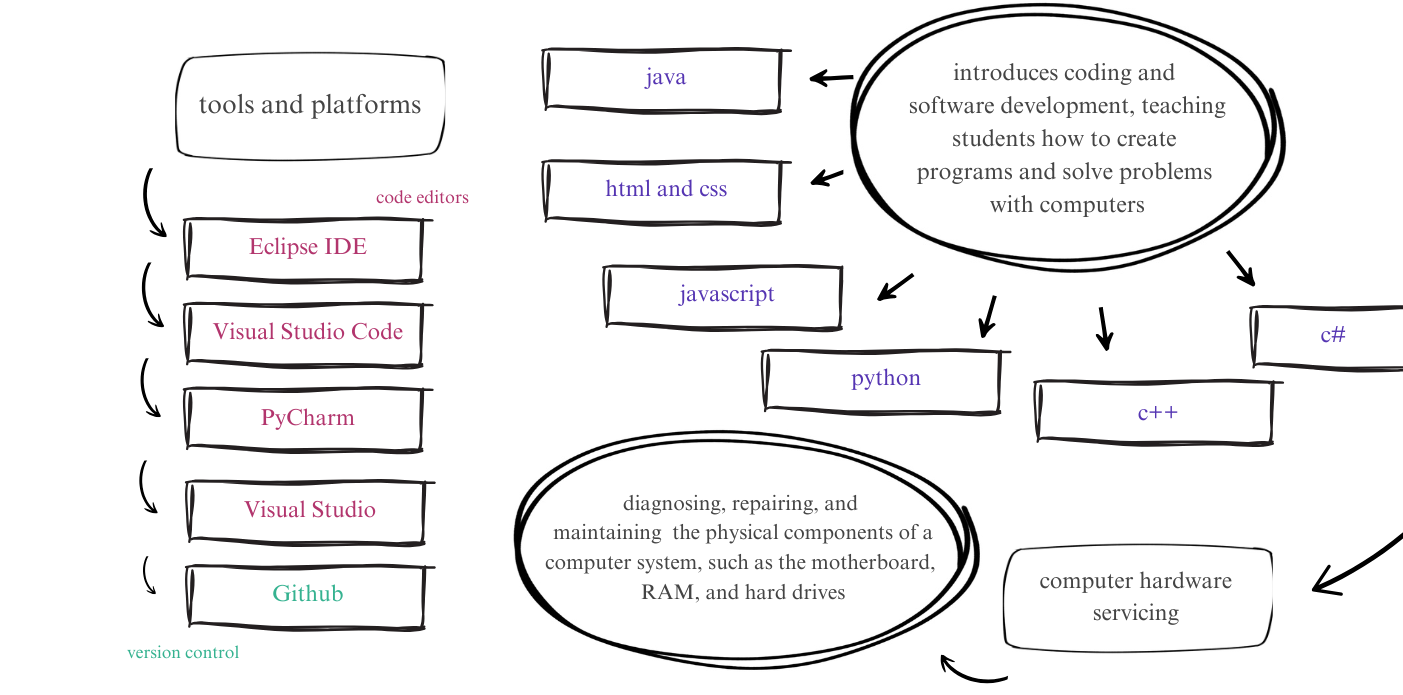 tools and platforms
code editors
Eclipse IDE
Visual Studio Code
PyCharm
Visual Studio
Github
version control
java
html and css
javascript
python
c++
c#
introduces coding and
software development, teaching
students how to create
programs and solve problems
with computers
diagnosing, repairing, and
maintaining  the physical components of a
computer system, such as the motherboard,
RAM, and hard drives
computer hardware
servicing